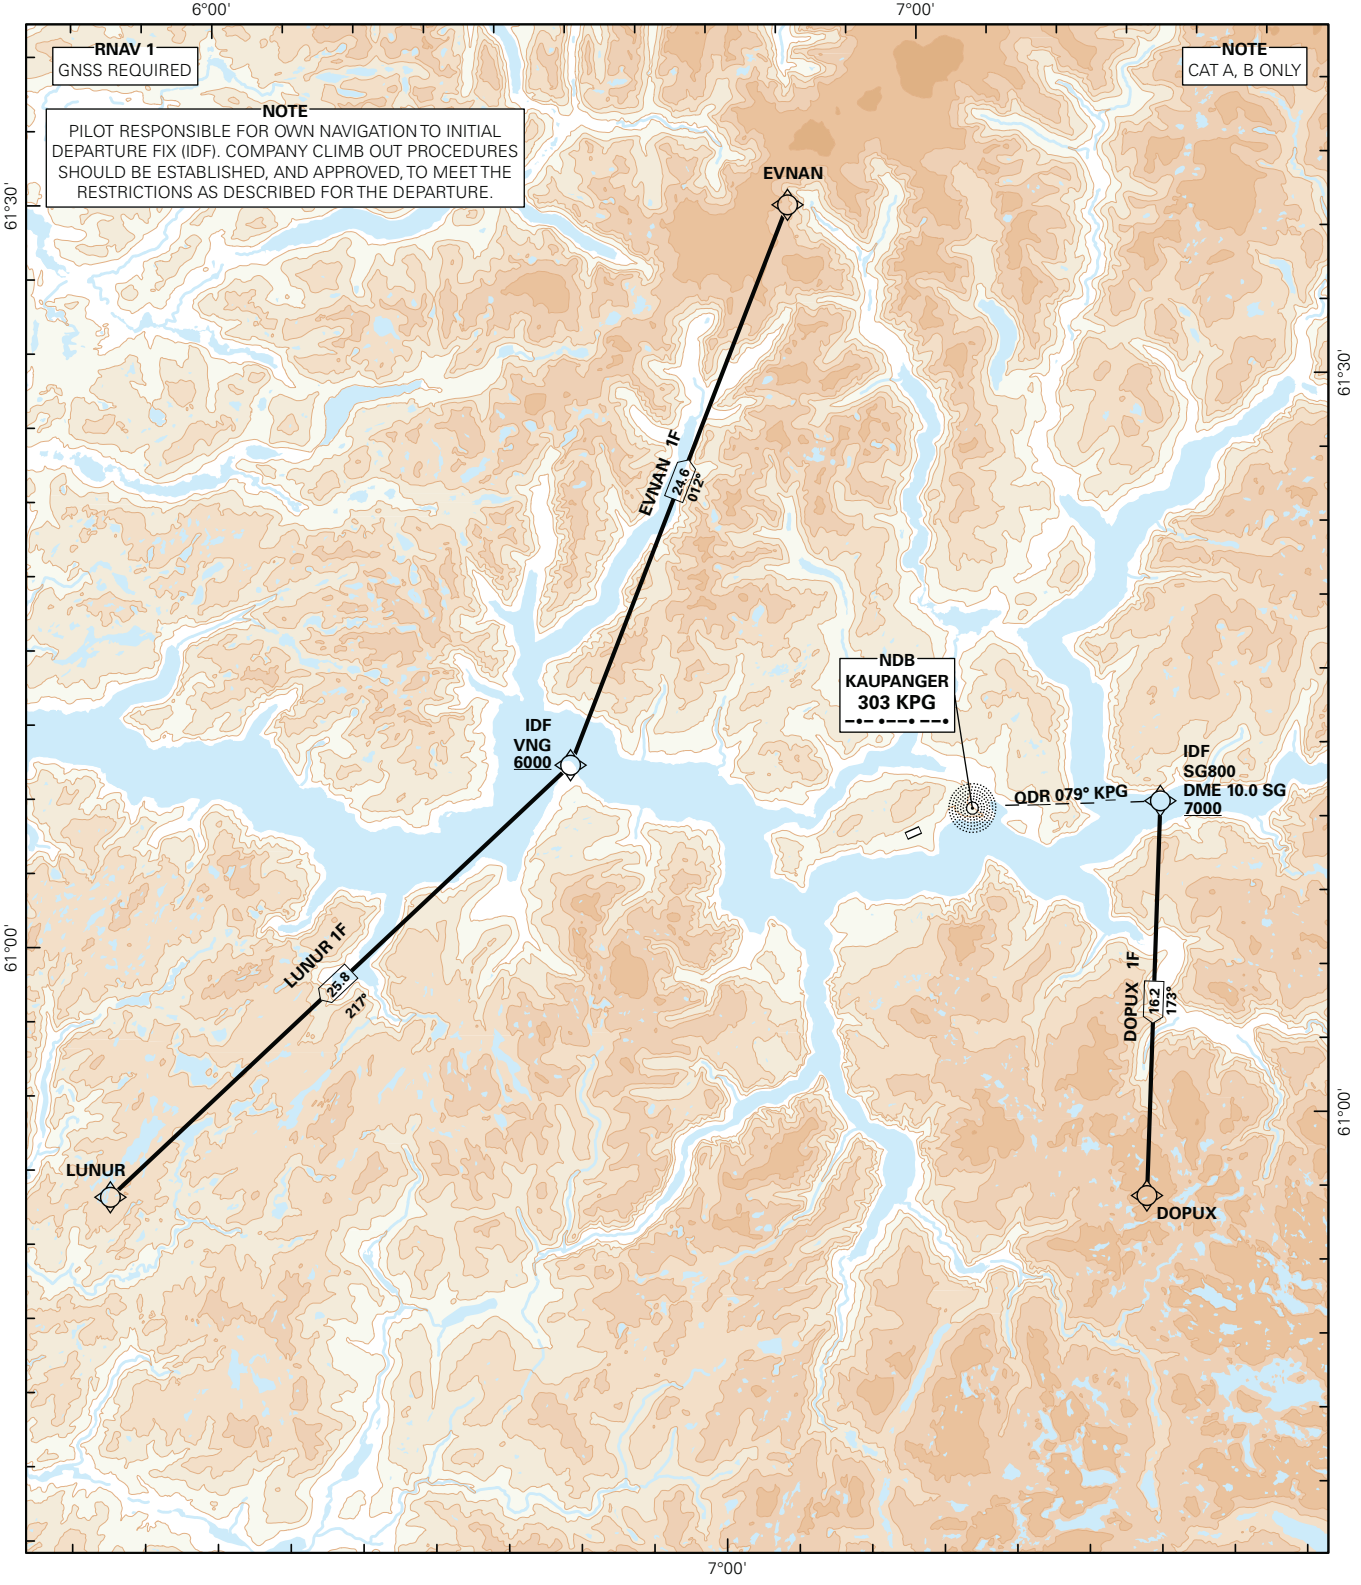 6°00'
7°00'
RNAV 1
GNSS REQUIRED
NOTE
CAT A, B ONLY
NOTE
PILOT RESPONSIBLE FOR OWN NAVIGATION TO INITIAL
DEPARTURE FIX (IDF). COMPANY CLIMB OUT PROCEDURES
SHOULD BE ESTABLISHED, AND APPROVED, TO MEET THE
RESTRICTIONS AS DESCRIBED FOR THE DEPARTURE.
EVNAN
61°30'
61°30'
EVNAN 1F
24.6
012°
NDB
KAUPANGER
303 KPG
IDF
VNG
6000
IDF
SG800
DME 10.0 SG
7000
QDR 079° KPG
LUNUR 1F
25.8
217°
61°00'
DOPUX 1F
16.2
173°
61°00'
LUNUR
DOPUX
7°00'